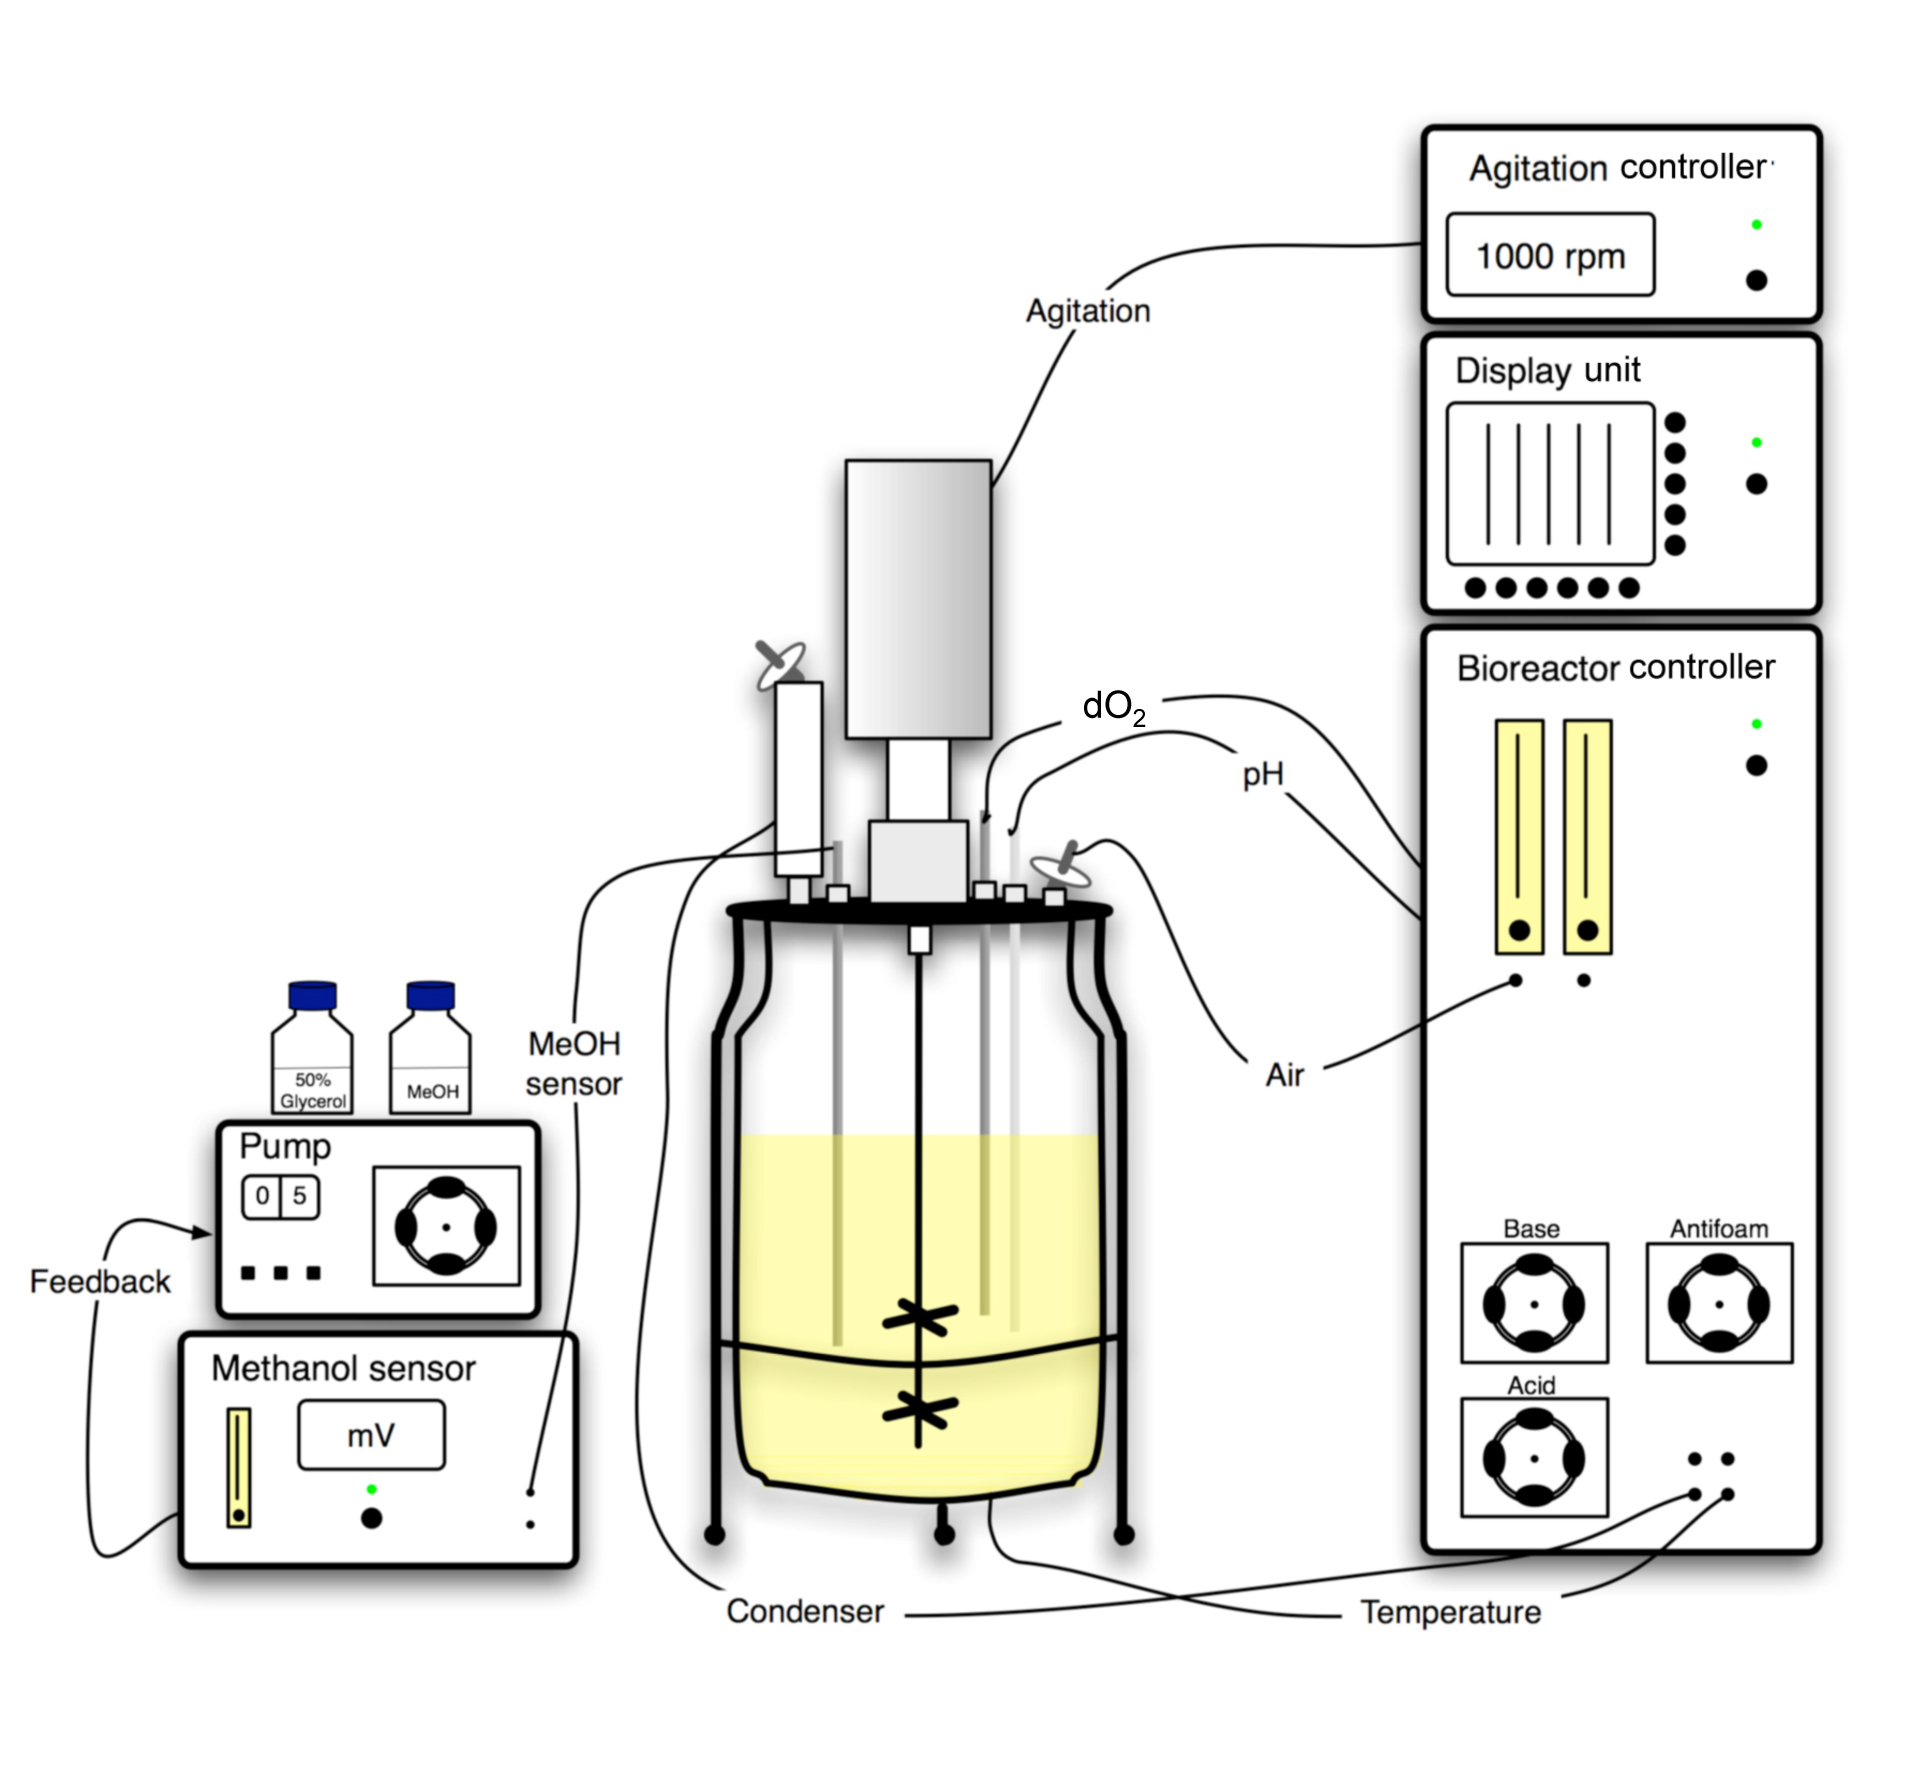 Agitation controller
1000 rpm
Agitation
Display unit
Bioreactor controller
dO₂
pH
MeOH
sensor
Air
50%
Glycerol
MeOH
Pump
0 5
Feedback
Methanol sensor
mV
Base
Antifoam
Acid
Condenser
Temperature